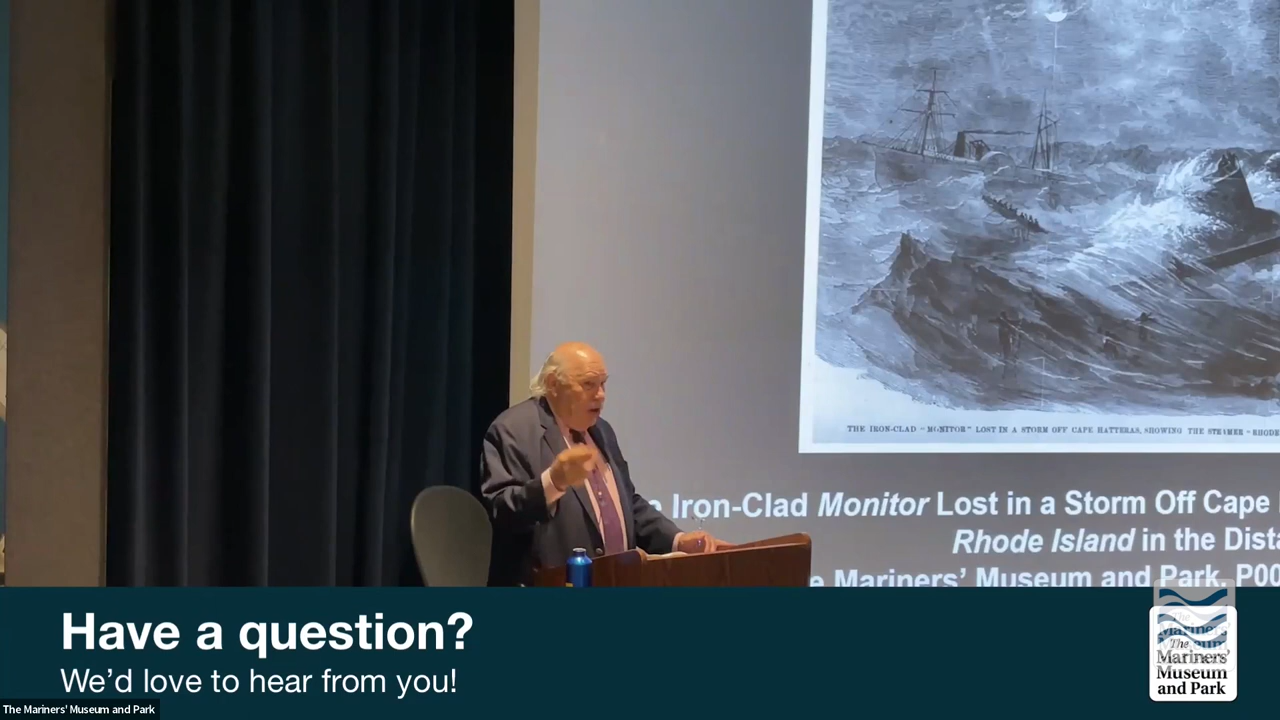 THE IRON-CLAD "MONITOR" LOST IN A STORM OFF CAPE HATTERAS, SHOWING THE STEAMER "RHODE
Iron-Clad Monitor Lost in a Storm Off Cape
Rhode Island in the Dista
e Mariners' Museum and Park, P00
Have a question?
We'd love to hear from you!
The
Mariners'
Museum
and Park
The Mariners' Museum and Park